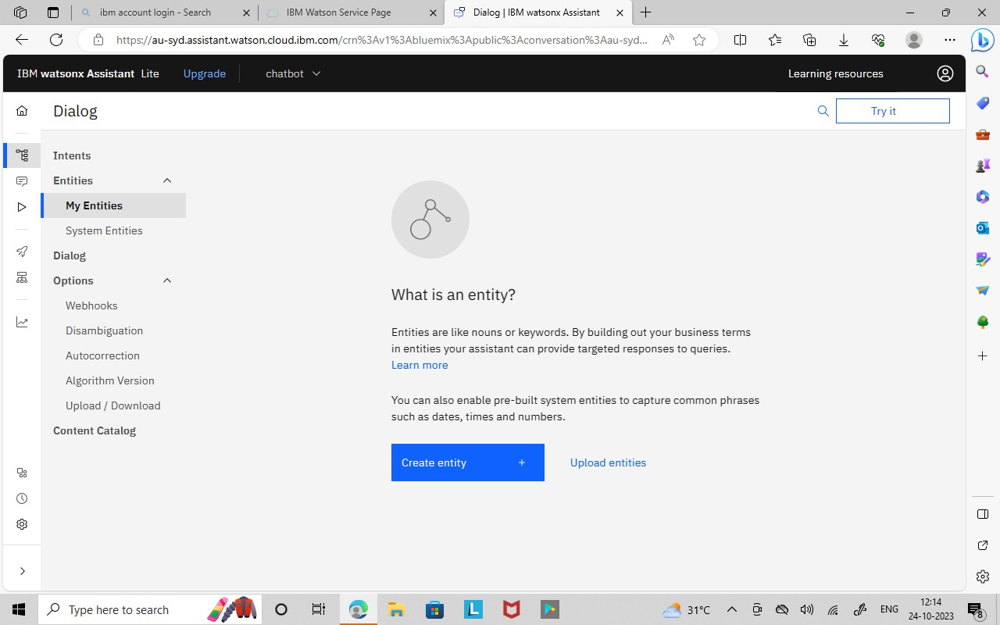 ibm account login - Search
IBM Watson Service Page
Dialog | IBM watsonx Assistant
https://au-syd.assistant.watson.cloud.ibm.com/crn%3Av1%3Abluemix%3Apublic%3Aconversation%3Aau-syd...
IBM watsonx Assistant Lite
Upgrade
chatbot
Learning resources
Dialog
Try it
Intents
Entities
My Entities
System Entities
Dialog
Options
Webhooks
Disambiguation
Autocorrection
Algorithm Version
Upload / Download
Content Catalog
What is an entity?
Entities are like nouns or keywords. By building out your business terms
in entities your assistant can provide targeted responses to queries.
Learn more
You can also enable pre-built system entities to capture common phrases
such as dates, times and numbers.
Create entity +
Upload entities
Type here to search
31°C
ENG
12:14
24-10-2023
8